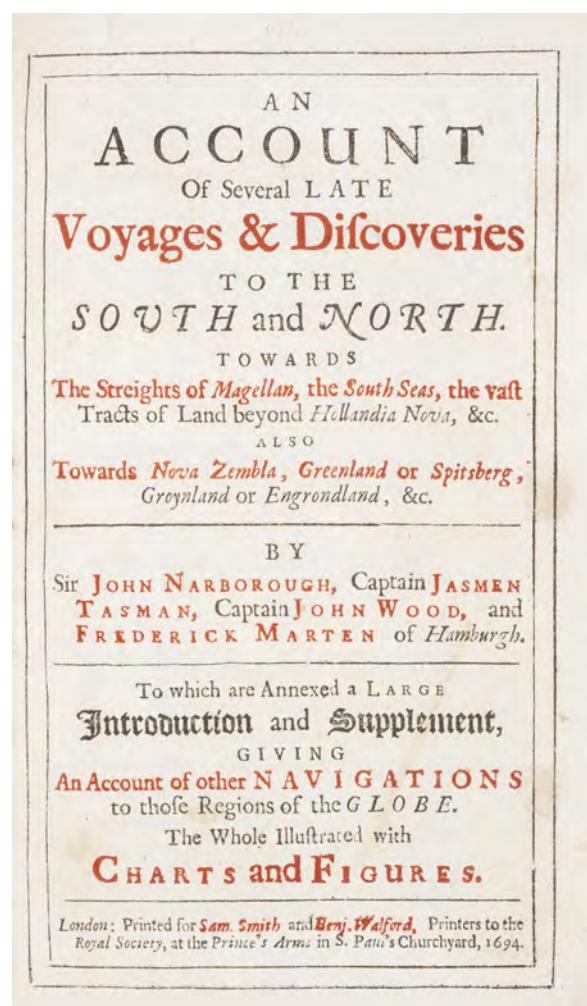 AN
ACCOUNT
Of Several LATE
Voyages & Diſcoveries
TO THE
SOUTH and NORTH.
TOWARDS
The Streights of Magellan, the South Seas, the vaſt
Tracts of Land beyond Hollandia Nova, &c.
ALSO
Towards Nova Zembla, Greenland or Spitsberg,
Groynland or Engrondland, &c.
BY
Sir JOHN NARBOROUGH, Captain JASMEN
TASMAN, Captain JOHN WOOD, and
FREDERICK MARTEN of Hamburgh.
To which are Annexed a LARGE
Introduction and Supplement,
GIVING
An Account of other NAVIGATIONS
to thoſe Regions of the GLOBE.
The Whole Illuſtrated with
CHARTS and FIGURES.
London: Printed for Sam. Smith and Benj. Walford, Printers to the
Royal Society, at the Prince's Arms in S. Paul's Churchyard, 1694.